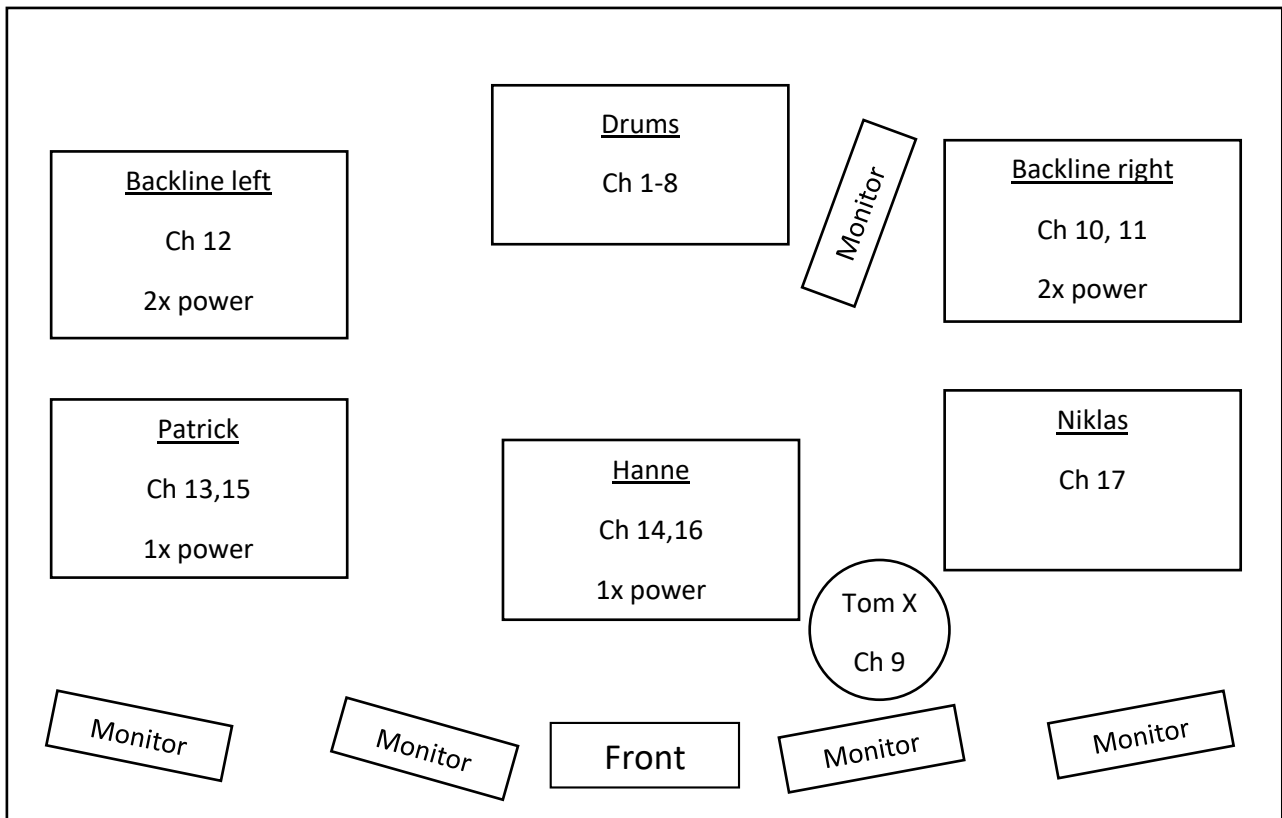 Drums
Ch 1-8
Monitor
Backline left
Ch 12
2x power
Backline right
Ch 10, 11
2x power
Patrick
Ch 13,15
1x power
Hanne
Ch 14,16
1x power
Niklas
Ch 17
Tom X
Ch 9
Monitor
Monitor
Front
Monitor
Monitor